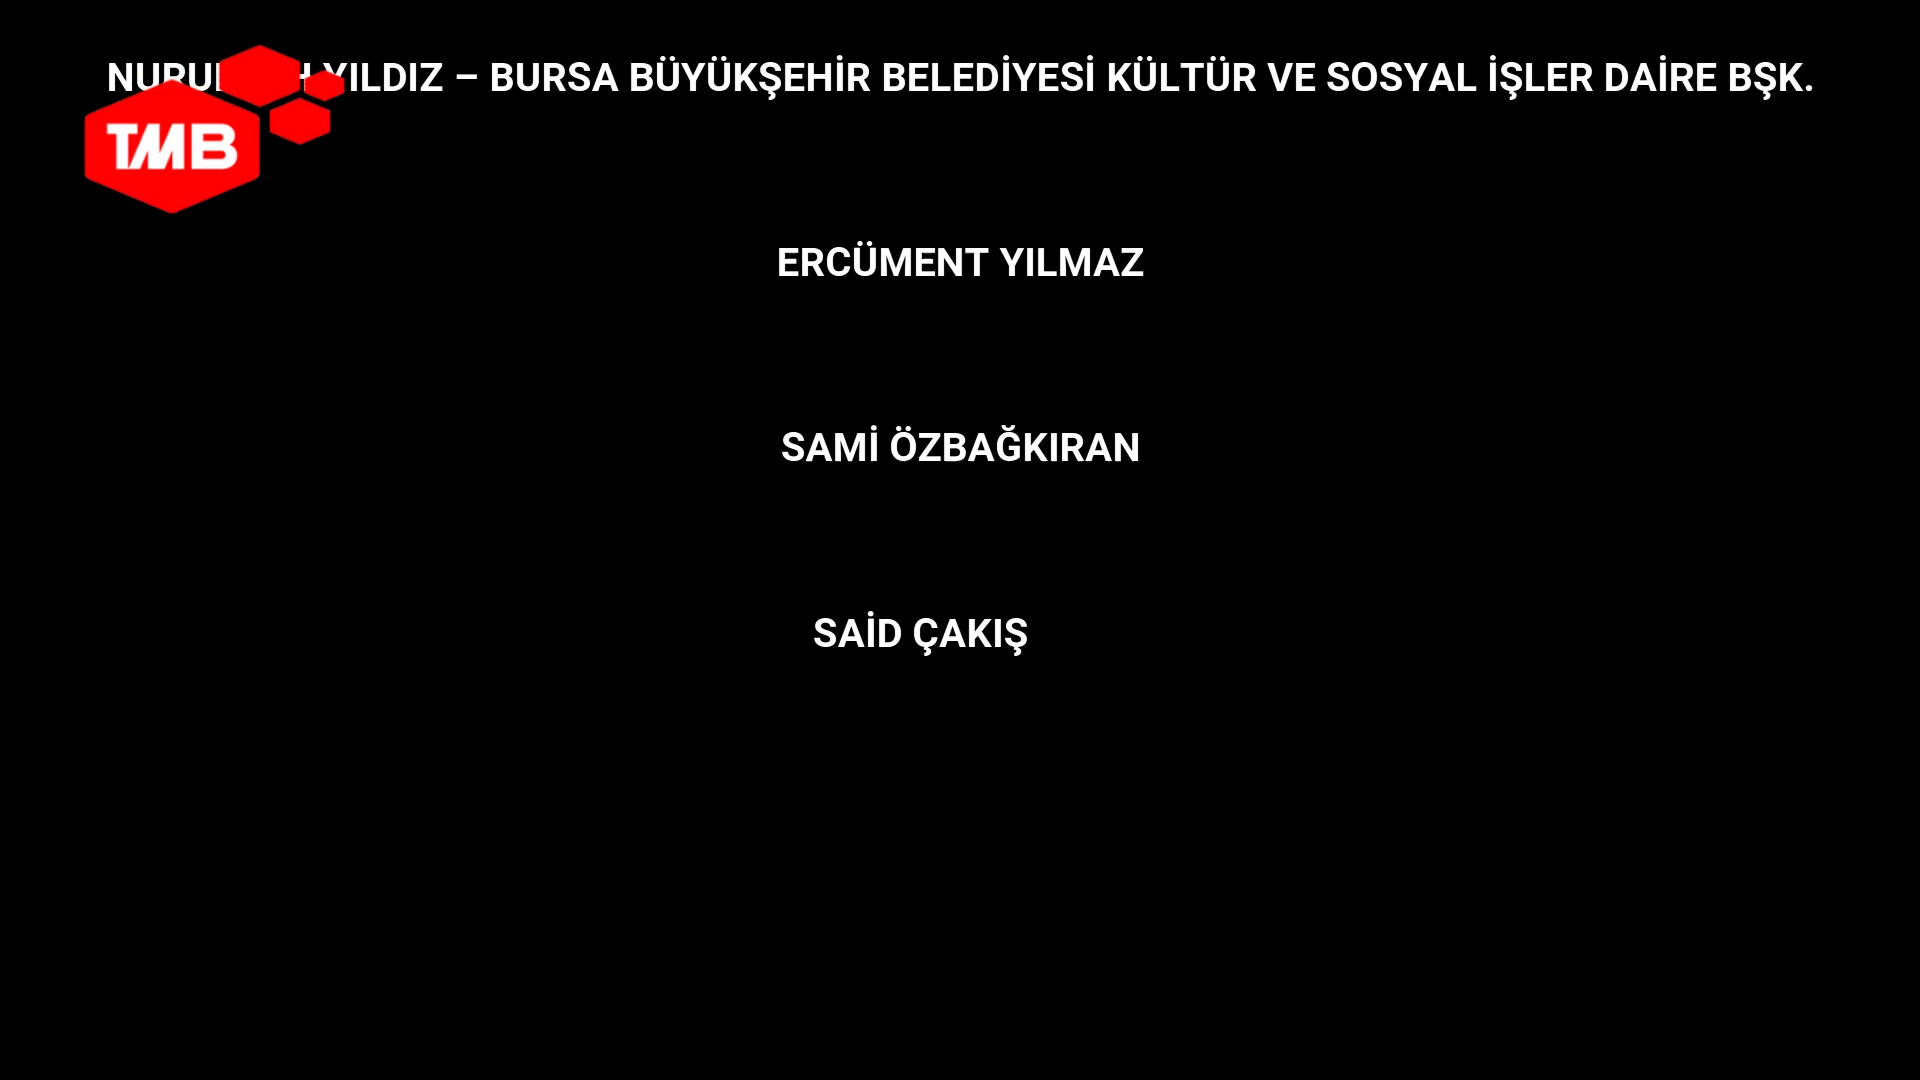 YILDIZ – BURSA BÜYÜKŞEHİR BELEDİYESİ KÜLTÜR VE SOSYAL İŞLER DAİRE BŞK.
TMB
ERCÜMENT YILMAZ
SAMİ ÖZBAĞKIRAN
SAİD ÇAKIŞ